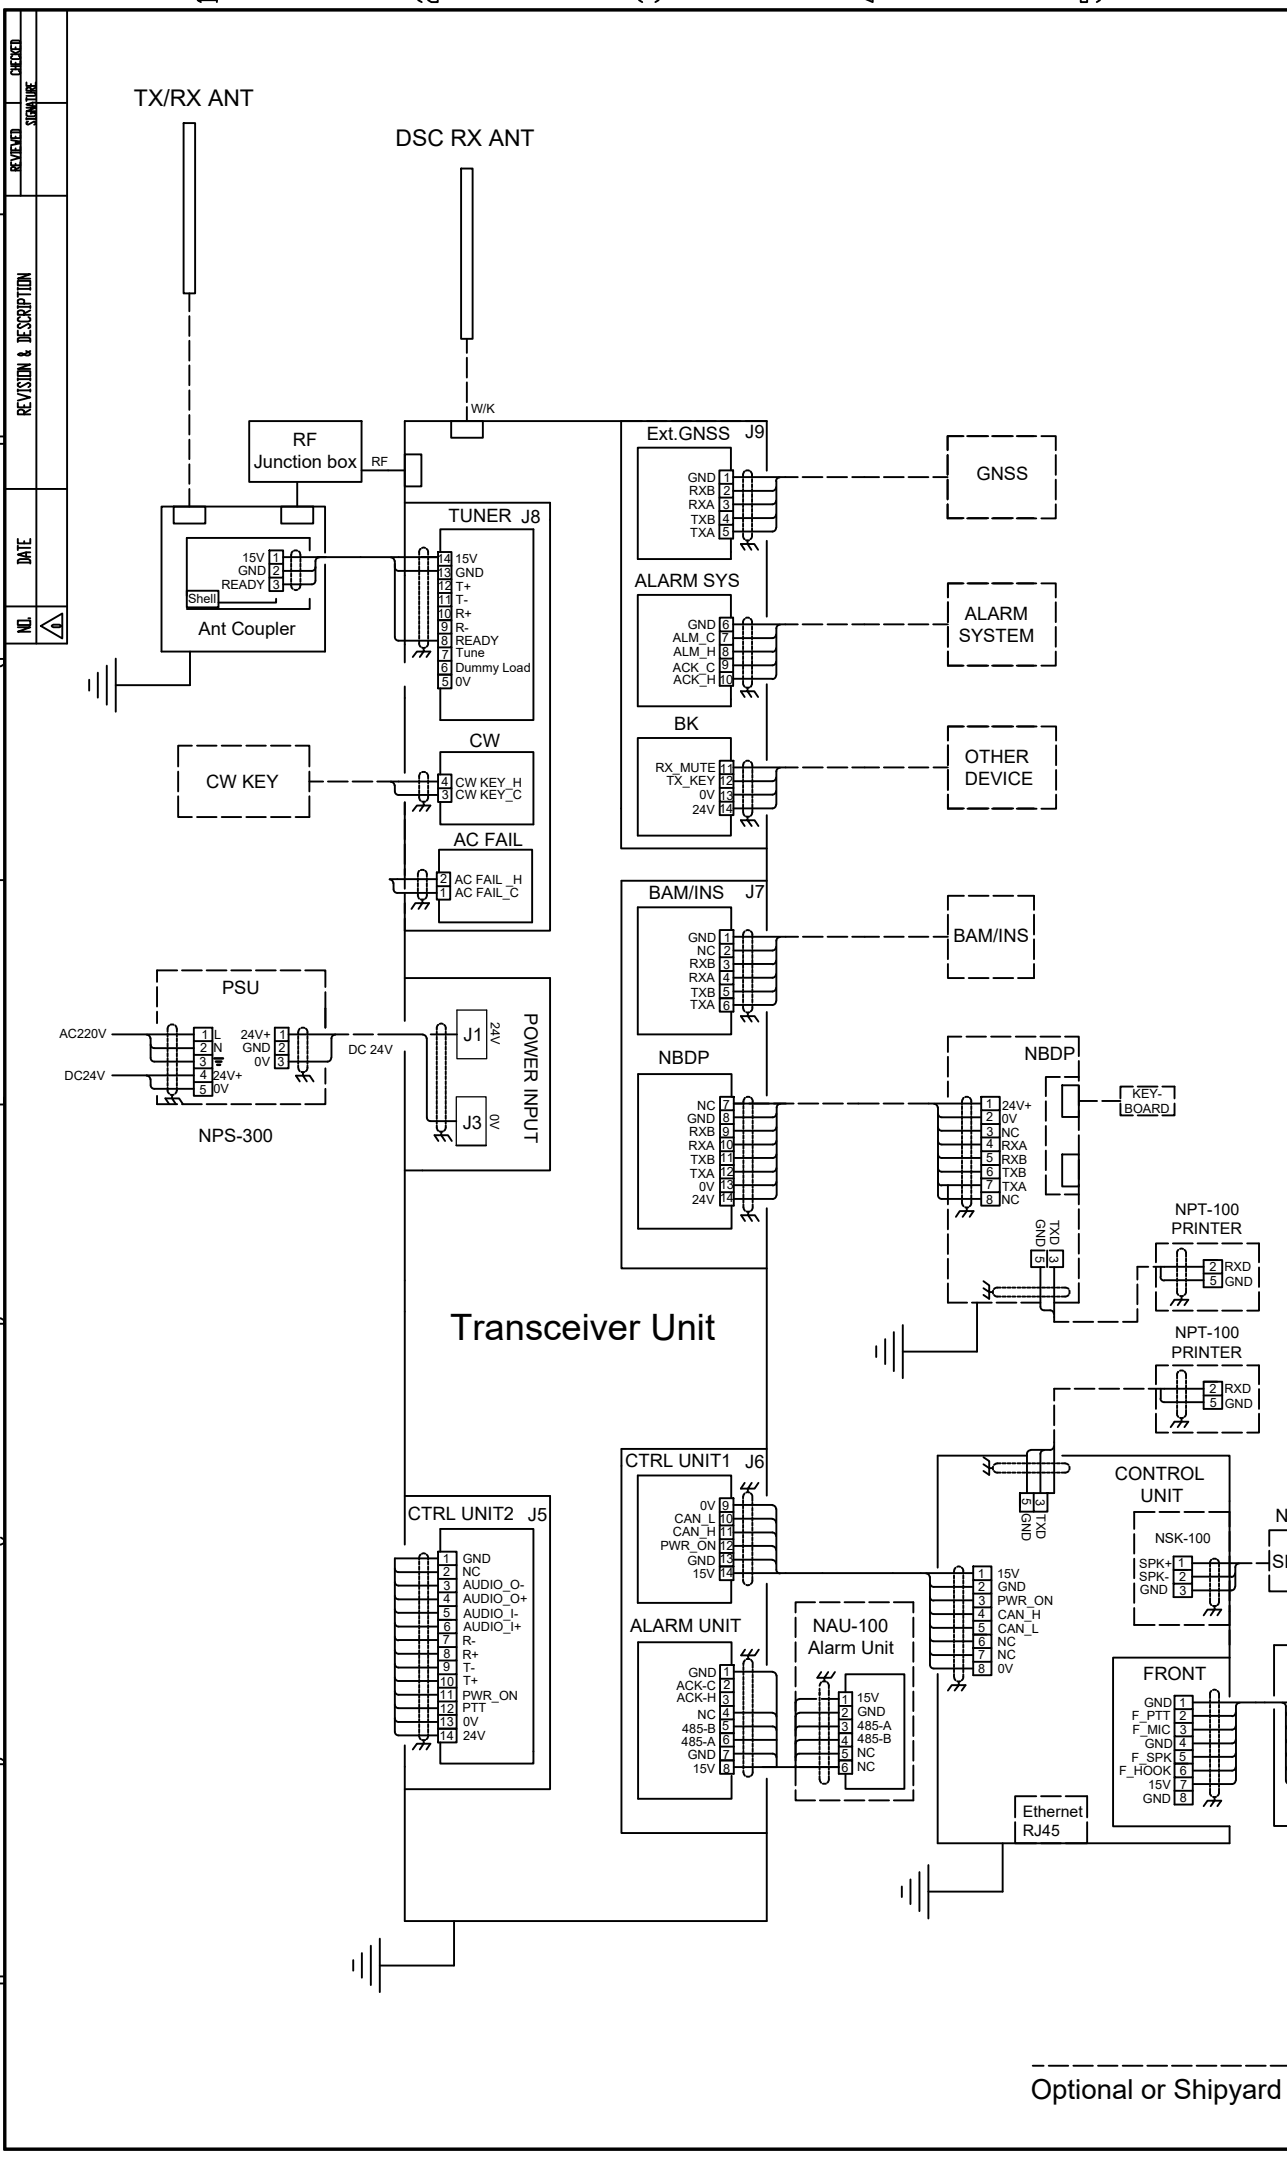 CHECKED
REVIEWED
SIGNATURE
REVISION & DESCRIPTION
DATE
NO.
TX/RX ANT
DSC RX ANT
W/K
RF
Junction box
RF
TUNER J8
15V 1
GND 2
READY 3
Shell
Ant Coupler
14 15V
13 GND
12 T+
11 T-
10 R+
9 R-
8 READY
7 Tune
6 Dummy Load
5 0V
CW KEY
CW
4 CW KEY_H
3 CW KEY_C
AC FAIL
2 AC FAIL _H
1 AC FAIL_C
Ext.GNSS J9
GND 1
RXB 2
RXA 3
TXB 4
TXA 5
GNSS
ALARM SYS
GND 6
ALM_C 7
ALM_H 8
ACK_C 9
ACK_H 10
ALARM
SYSTEM
BK
RX_MUTE 11
TX_KEY 12
0V 13
24V 14
OTHER
DEVICE
BAM/INS J7
GND 1
NC 2
RXB 3
RXA 4
TXB 5
TXA 6
BAM/INS
PSU
AC220V
DC24V
1 L
2 N
3
4 24V+
5 0V
24V+ 1
GND 2
0V 3
DC 24V
NPS-300
J1 24V
J3 0V
POWER INPUT
NBDP
NC 7
GND 8
RXB 9
RXA 10
TXB 11
TXA 12
0V 13
24V 14
NBDP
1 24V+
2 0V
3 NC
4 RXA
5 RXB
6 TXB
7 TXA
8 NC
KEY-
BOARD
TXD 3
GND 5
NPT-100
PRINTER
2 RXD
5 GND
NPT-100
PRINTER
2 RXD
5 GND
Transceiver Unit
CTRL UNIT2 J5
1 GND
2 NC
3 AUDIO_O-
4 AUDIO_O+
5 AUDIO_I-
6 AUDIO_I+
7 R-
8 R+
9 T-
10 T+
11 PWR_ON
12 PTT
13 0V
14 24V
CTRL UNIT1 J6
0V 9
CAN_L 10
CAN_H 11
PWR_ON 12
GND 13
15V 14
ALARM UNIT
GND 1
ACK-C 2
ACK-H 3
NC 4
485-B 5
485-A 6
GND 7
15V 8
NAU-100
Alarm Unit
1 15V
2 GND
3 485-A
4 485-B
5 NC
6 NC
5 GND
3 TXD
CONTROL
UNIT
1 15V
2 GND
3 PWR_ON
4 CAN_H
5 CAN_L
6 NC
7 NC
8 0V
NSK-100
SPK+ 1
SPK- 2
GND 3
FRONT
GND 1
F_PTT 2
F_MIC 3
GND 4
F_SPK 5
F_HOOK 6
15V 7
GND 8
Ethernet
RJ45
Optional or Shipyard